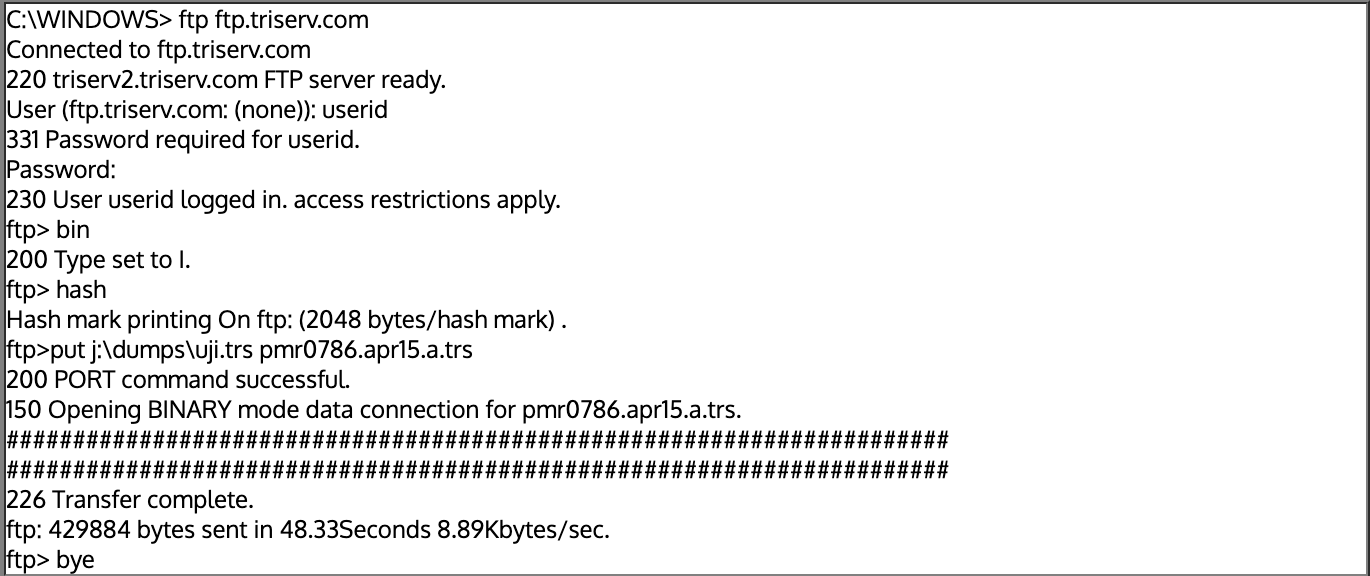 C:\WINDOWS> ftp ftp.triserv.com
Connected to ftp.triserv.com
220 triserv2.triserv.com FTP server ready.
User (ftp.triserv.com: (none)): userid
331 Password required for userid.
Password:
230 User userid logged in. access restrictions apply.
ftp> bin
200 Type set to I.
ftp> hash
Hash mark printing On ftp: (2048 bytes/hash mark) .
ftp>put j:\dumps\uji.trs pmr0786.apr15.a.trs
200 PORT command successful.
150 Opening BINARY mode data connection for pmr0786.apr15.a.trs.
#######################################################################
#######################################################################
226 Transfer complete.
ftp: 429884 bytes sent in 48.33Seconds 8.89Kbytes/sec.
ftp> bye